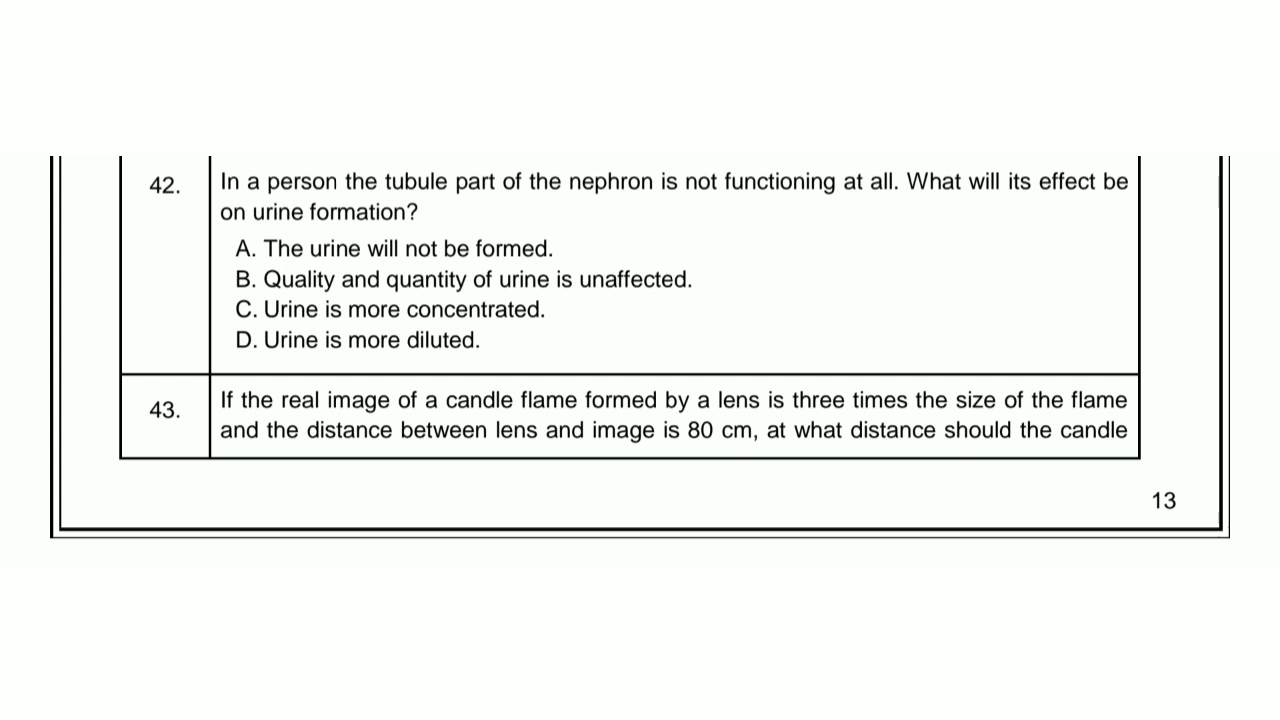 42.
In a person the tubule part of the nephron is not functioning at all. What will its effect be
on urine formation?
A. The urine will not be formed.
B. Quality and quantity of urine is unaffected.
C. Urine is more concentrated.
D. Urine is more diluted.
43.
If the real image of a candle flame formed by a lens is three times the size of the flame
and the distance between lens and image is 80 cm, at what distance should the candle
13